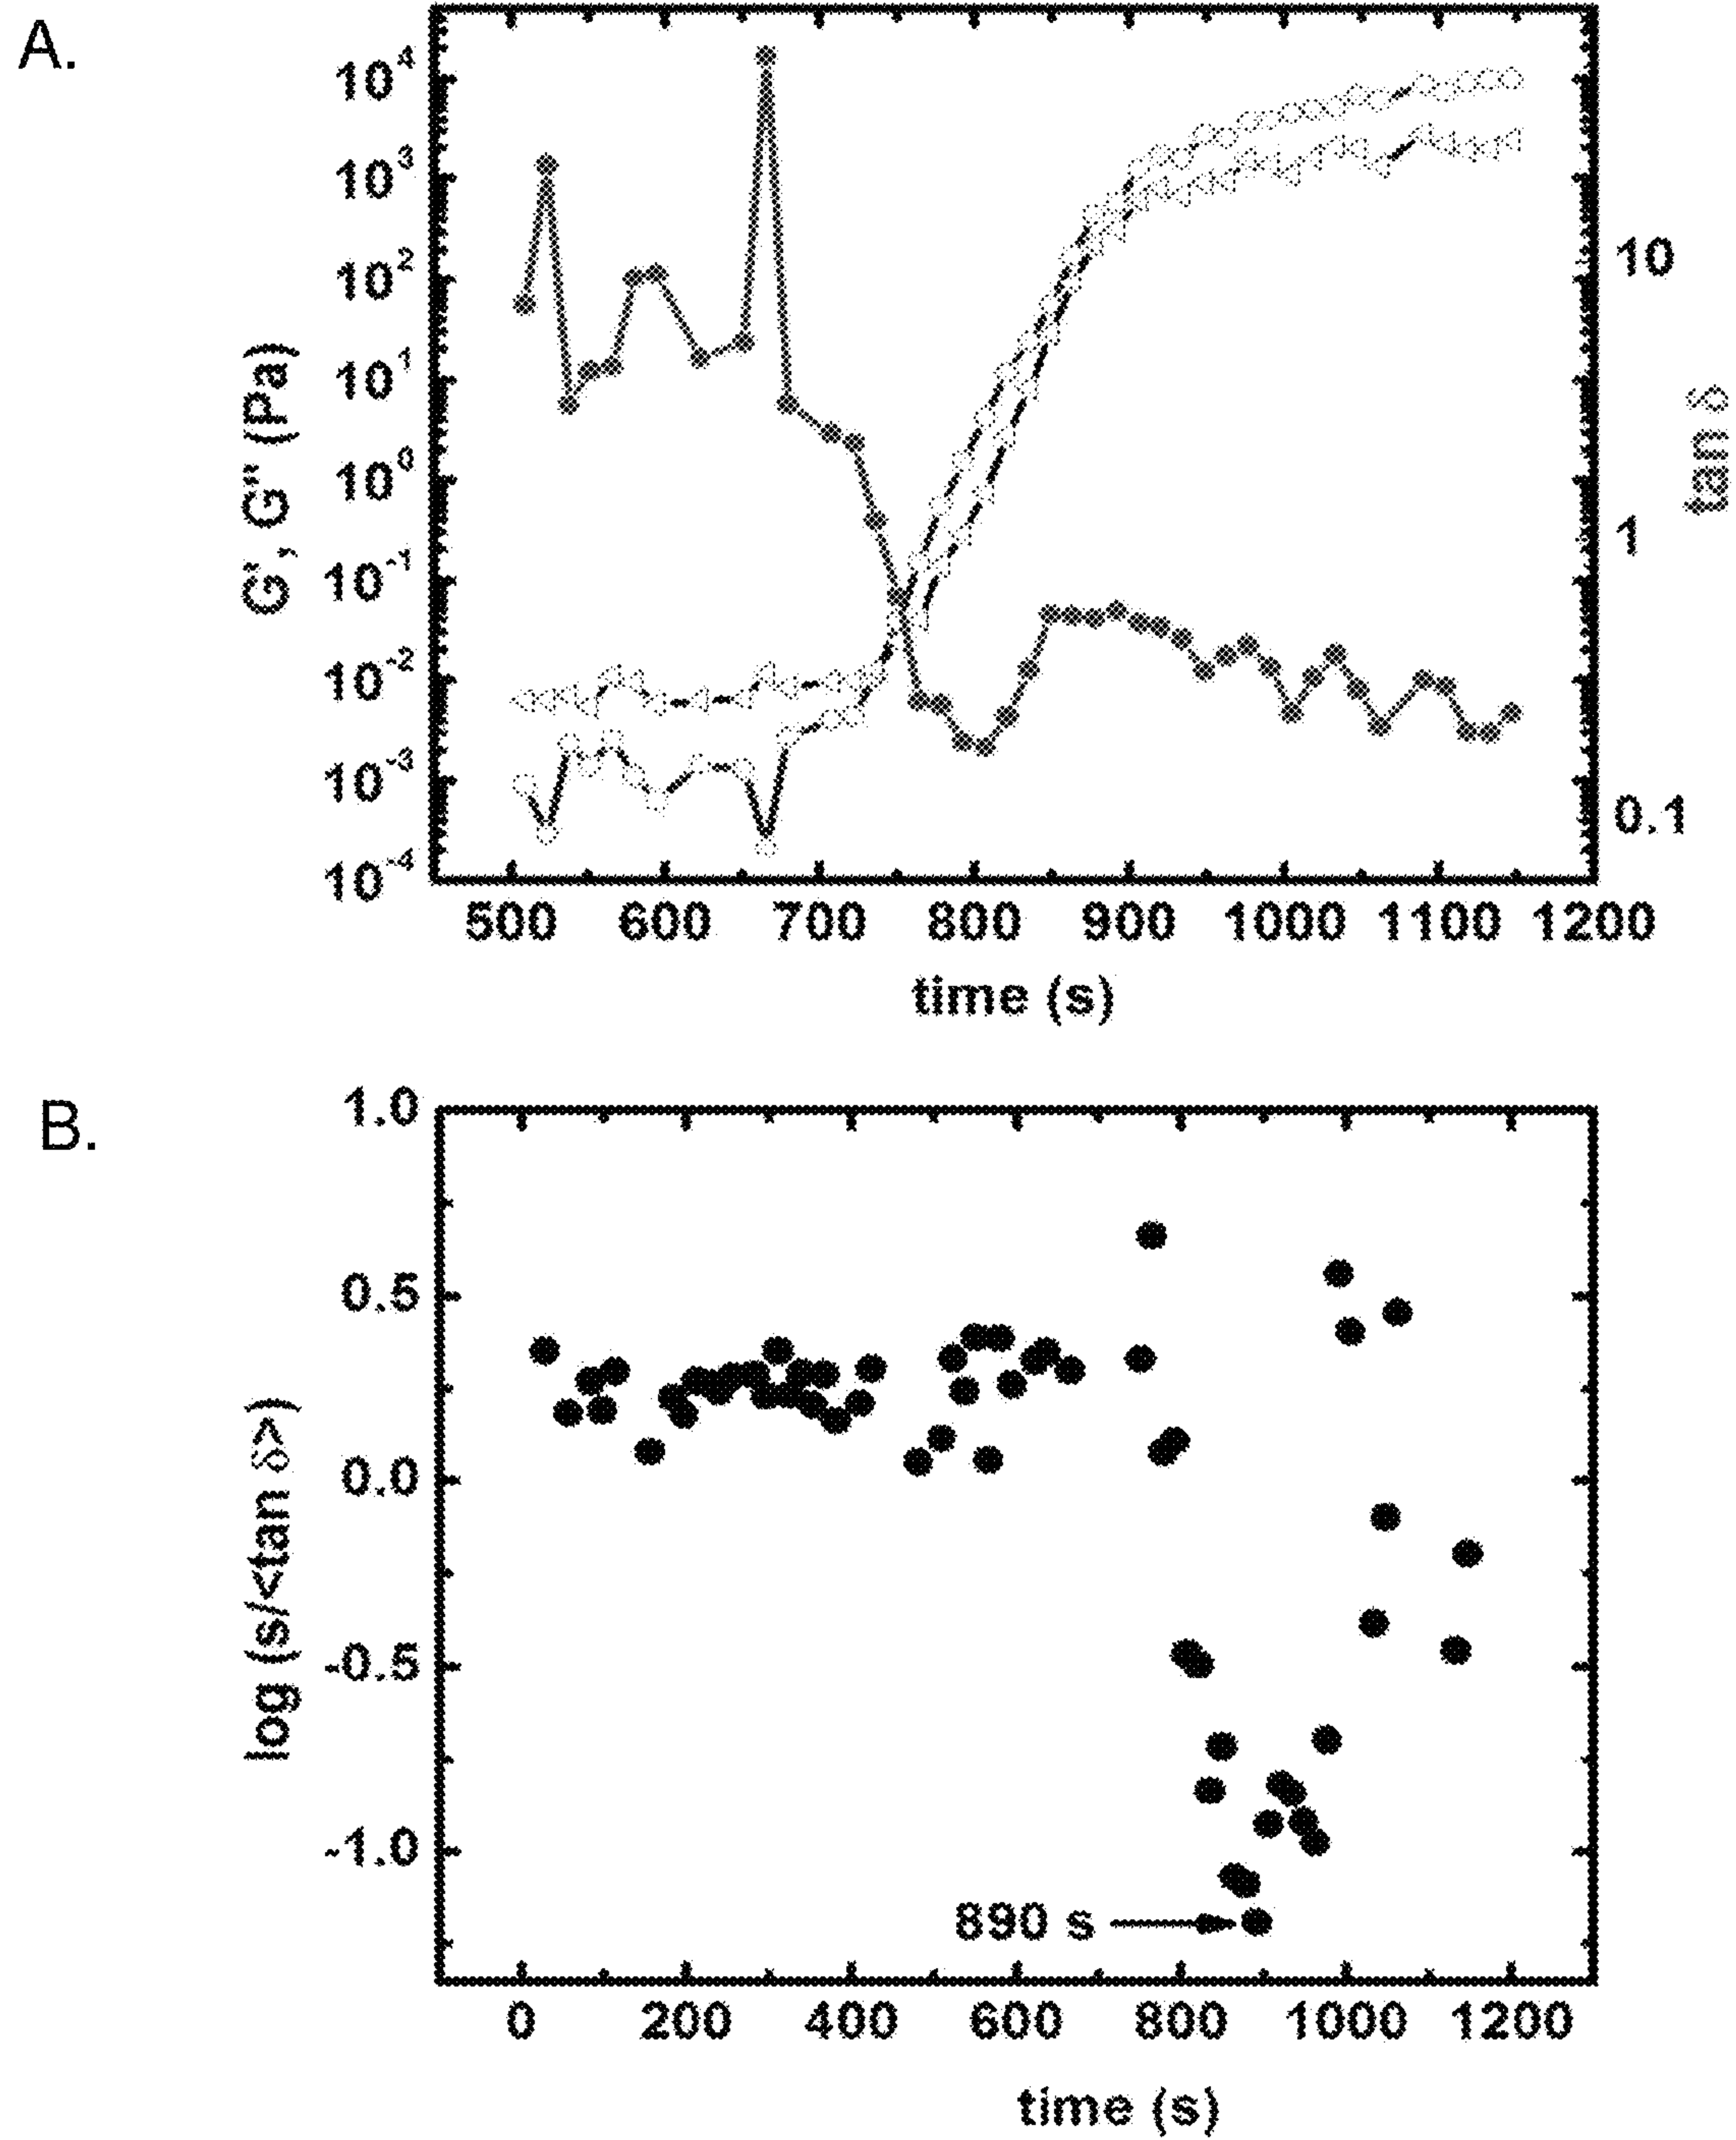 A.
10⁴
10³
10²
10¹
10⁰
10⁻¹
10⁻²
10⁻³
10⁻⁴
G', G'' (Pa)
10
1
0.1
tan δ
500 600 700 800 900 1000 1100 1200
time (s)
B.
1.0
0.5
0.0
-0.5
-1.0
log (s/<tan δ>)
890 s
0 200 400 600 800 1000 1200
time (s)